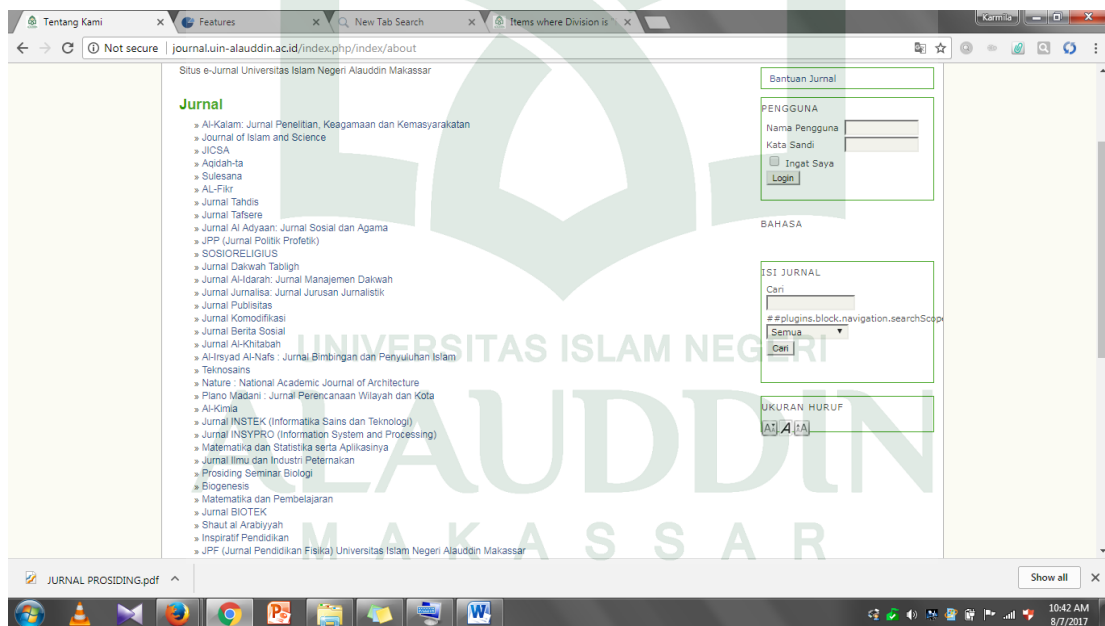 Tentang Kami
Features
New Tab Search
Items where Division is "
Karmila
Not secure
journal.uin-alauddin.ac.id/index.php/index/about
Situs e-Jurnal Universitas Islam Negeri Alauddin Makassar
Jurnal
» Al-Kalam: Jurnal Penelitian, Keagamaan dan Kemasyarakatan
» Journal of Islam and Science
» JICSA
» Aqidah-ta
» Sulesana
» AL-Fikr
» Jurnal Tahdis
» Jurnal Tafsere
» Jurnal Al Adyaan: Jurnal Sosial dan Agama
» JPP (Jurnal Politik Profetik)
» SOSIORELIGIUS
» Jurnal Dakwah Tabligh
» Jurnal Al-Idarah: Jurnal Manajemen Dakwah
» Jurnal Jurnalisa: Jurnal Jurusan Jurnalistik
» Jurnal Publisitas
» Jurnal Komodifikasi
» Jurnal Berita Sosial
» Jurnal Al-Khitabah
» Al-Irsyad Al-Nafs : Jurnal Bimbingan dan Penyuluhan Islam
» Teknosains
» Nature : National Academic Journal of Architecture
» Plano Madani : Jurnal Perencanaan Wilayah dan Kota
» Al-Kimia
» Jurnal INSTEK (Informatika Sains dan Teknologi)
» Jurnal INSYPRO (Information System and Processing)
» Matematika dan Statistika serta Aplikasinya
» Jurnal Ilmu dan Industri Peternakan
» Prosiding Seminar Biologi
» Biogenesis
» Matematika dan Pembelajaran
» Jurnal BIOTEK
» Shaut al Arabiyyah
» Inspiratif Pendidikan
» JPF (Jurnal Pendidikan Fisika) Universitas Islam Negeri Alauddin Makassar
Bantuan Jurnal
PENGGUNA
Nama Pengguna
Kata Sandi
Ingat Saya
Login
BAHASA
ISI JURNAL
Cari
##plugins.block.navigation.searchScope
Semua
Cari
UKURAN HURUF
A A A
UNIVERSITAS ISLAM NEGERI
ALAUDDIN
MAKASSAR
JURNAL PROSIDING.pdf
Show all
10:42 AM
8/7/2017